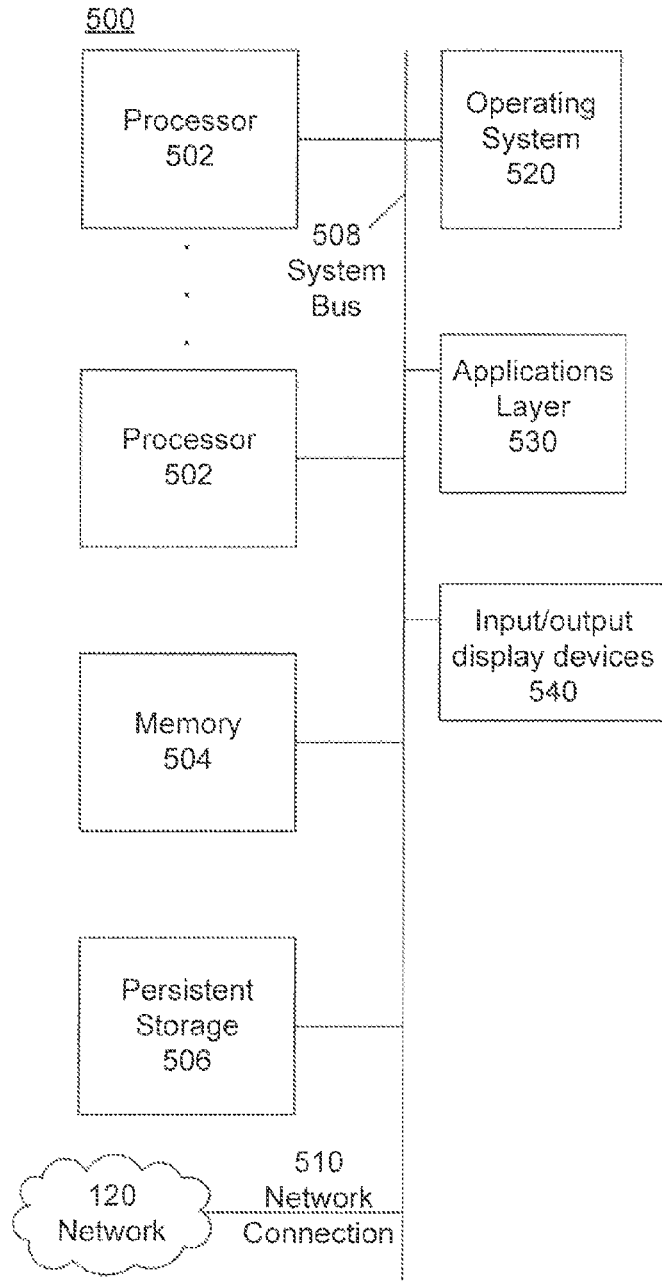 500
Processor
502
Operating
System
520
508
System
Bus
Applications
Layer
530
Processor
502
Input/output
display devices
540
Memory
504
Persistent
Storage
506
510
Network
Connection
120
Network